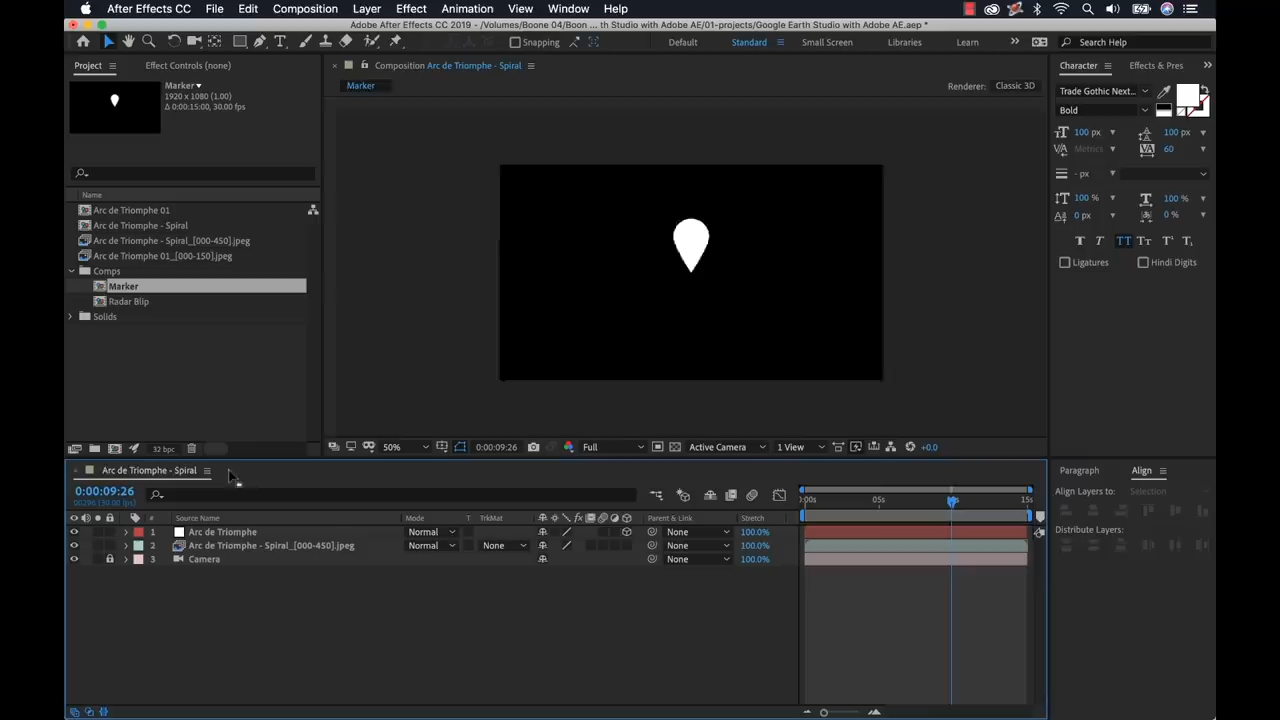 After Effects CC File Edit Composition Layer Effect Animation View Window Help
Adobe After Effects CC 2019 - /Volumes/Boone 04/Boon ... th Studio with Adobe AE/01-projects/Google Earth Studio with Adobe AE.aep *
Snapping Default Standard Small Screen Libraries Learn Search Help
Project Effect Controls (none)
Marker
1920 x 1080 (1.00)
Δ 0:00:15:00, 30.00 fps
Name
Arc de Triomphe 01
Arc de Triomphe - Spiral
Arc de Triomphe - Spiral_[000-450].jpeg
Arc de Triomphe 01_[000-150].jpeg
Comps
Marker
Radar Blip
Solids
32 bpc
Composition Arc de Triomphe - Spiral
Marker
Renderer: Classic 3D
50% 0:00:09:26 Full Active Camera 1 View +0.0
Character Effects & Pres
Trade Gothic Next...
Bold
100 px 100 px
Metrics 60
- px
100 % 100 %
0 px 0 %
T T TT Tr T¹ T₁
Ligatures Hindi Digits
Arc de Triomphe - Spiral
0:00:09:26
00296 (30.00 fps)
# Source Name Mode T TrkMat Parent & Link Stretch
1 Arc de Triomphe Normal None 100.0%
2 Arc de Triomphe - Spiral_[000-450].jpeg Normal None None 100.0%
3 Camera None 100.0%
0:00s 05s 15s
Paragraph Align
Align Layers to: Selection
Distribute Layers: